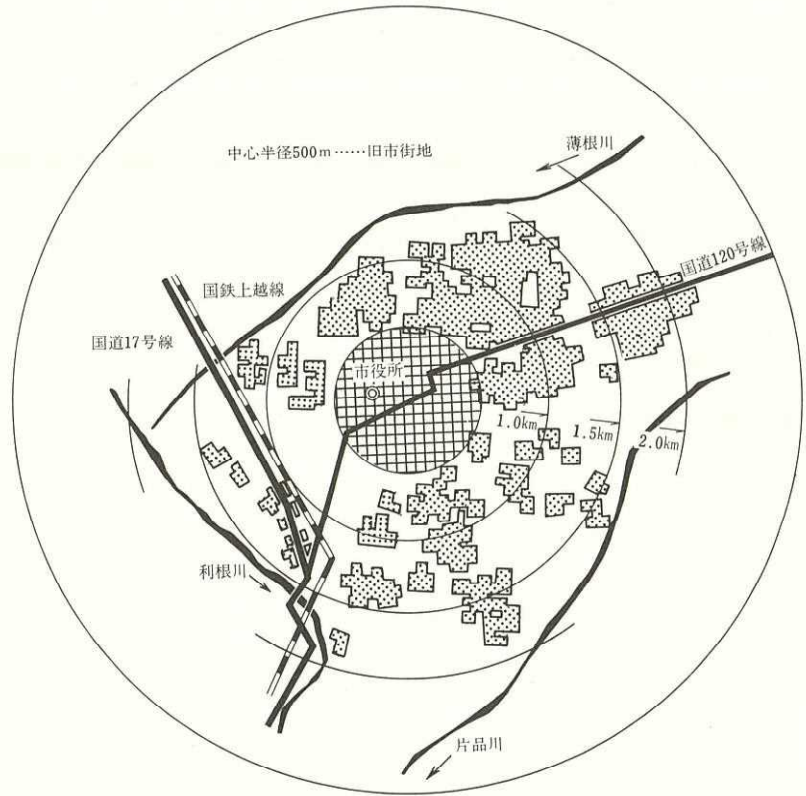 中心半径500m……旧市街地
薄根川
国道120号線
国鉄上越線
国道17号線
市役所
1.0km
1.5km
2.0km
利根川
片品川